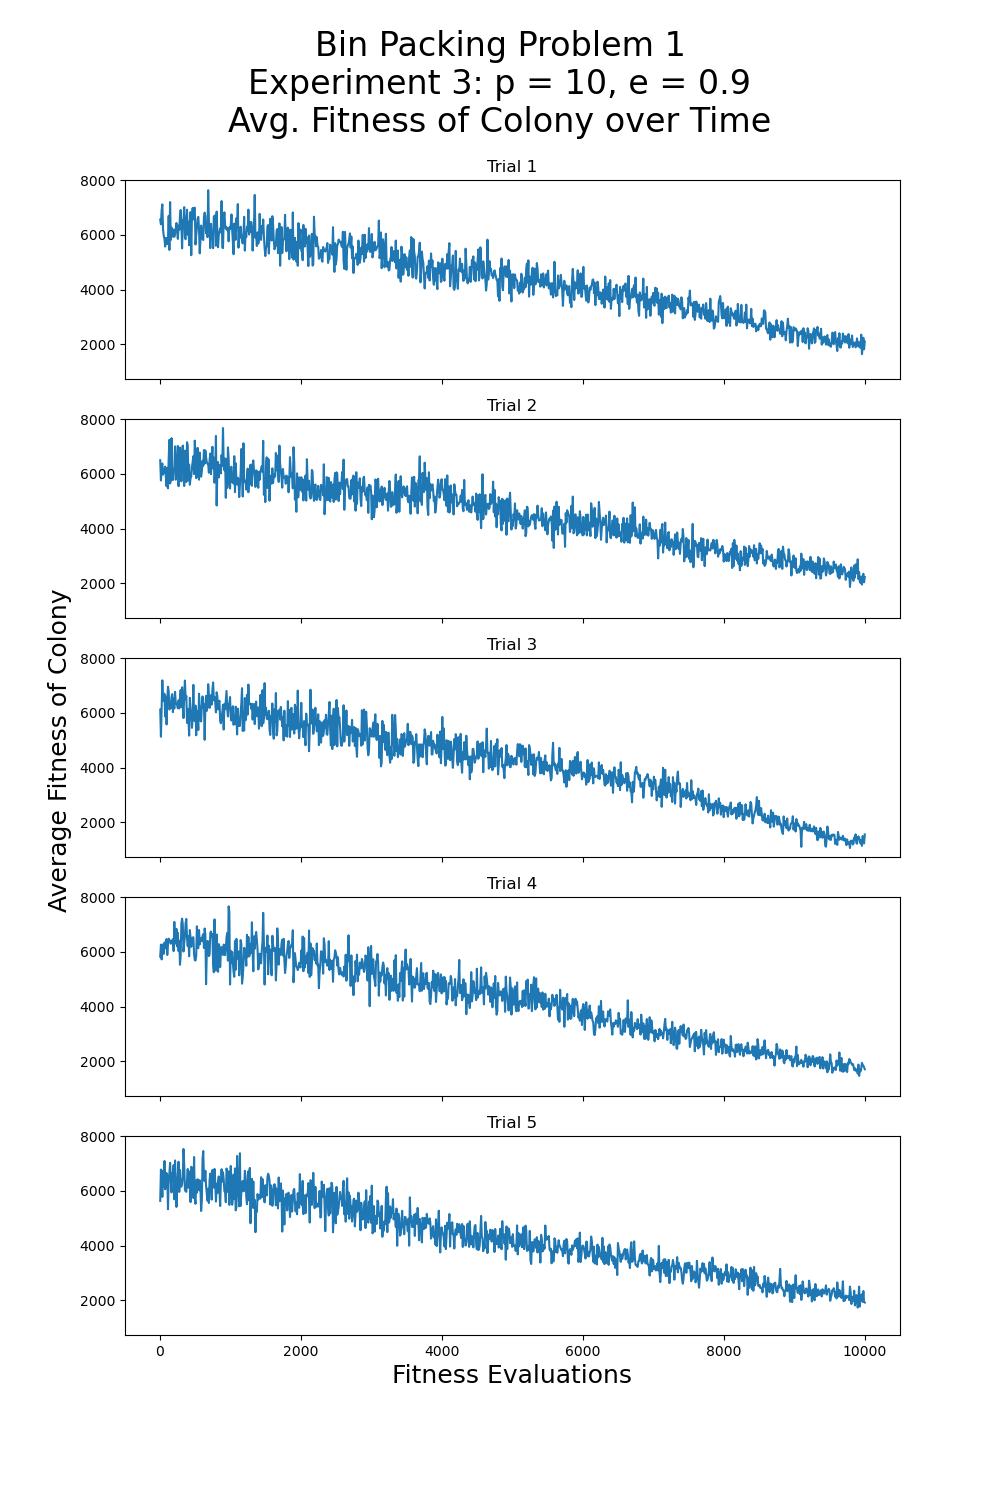 Bin Packing Problem 1
Experiment 3: p = 10, e = 0.9
Avg. Fitness of Colony over Time
Trial 1
8000
6000
4000
2000
Trial 2
8000
6000
4000
2000
Average Fitness of Colony
Trial 3
8000
6000
4000
2000
Trial 4
8000
6000
4000
2000
Trial 5
8000
6000
4000
2000
0 2000 4000 6000 8000 10000
Fitness Evaluations